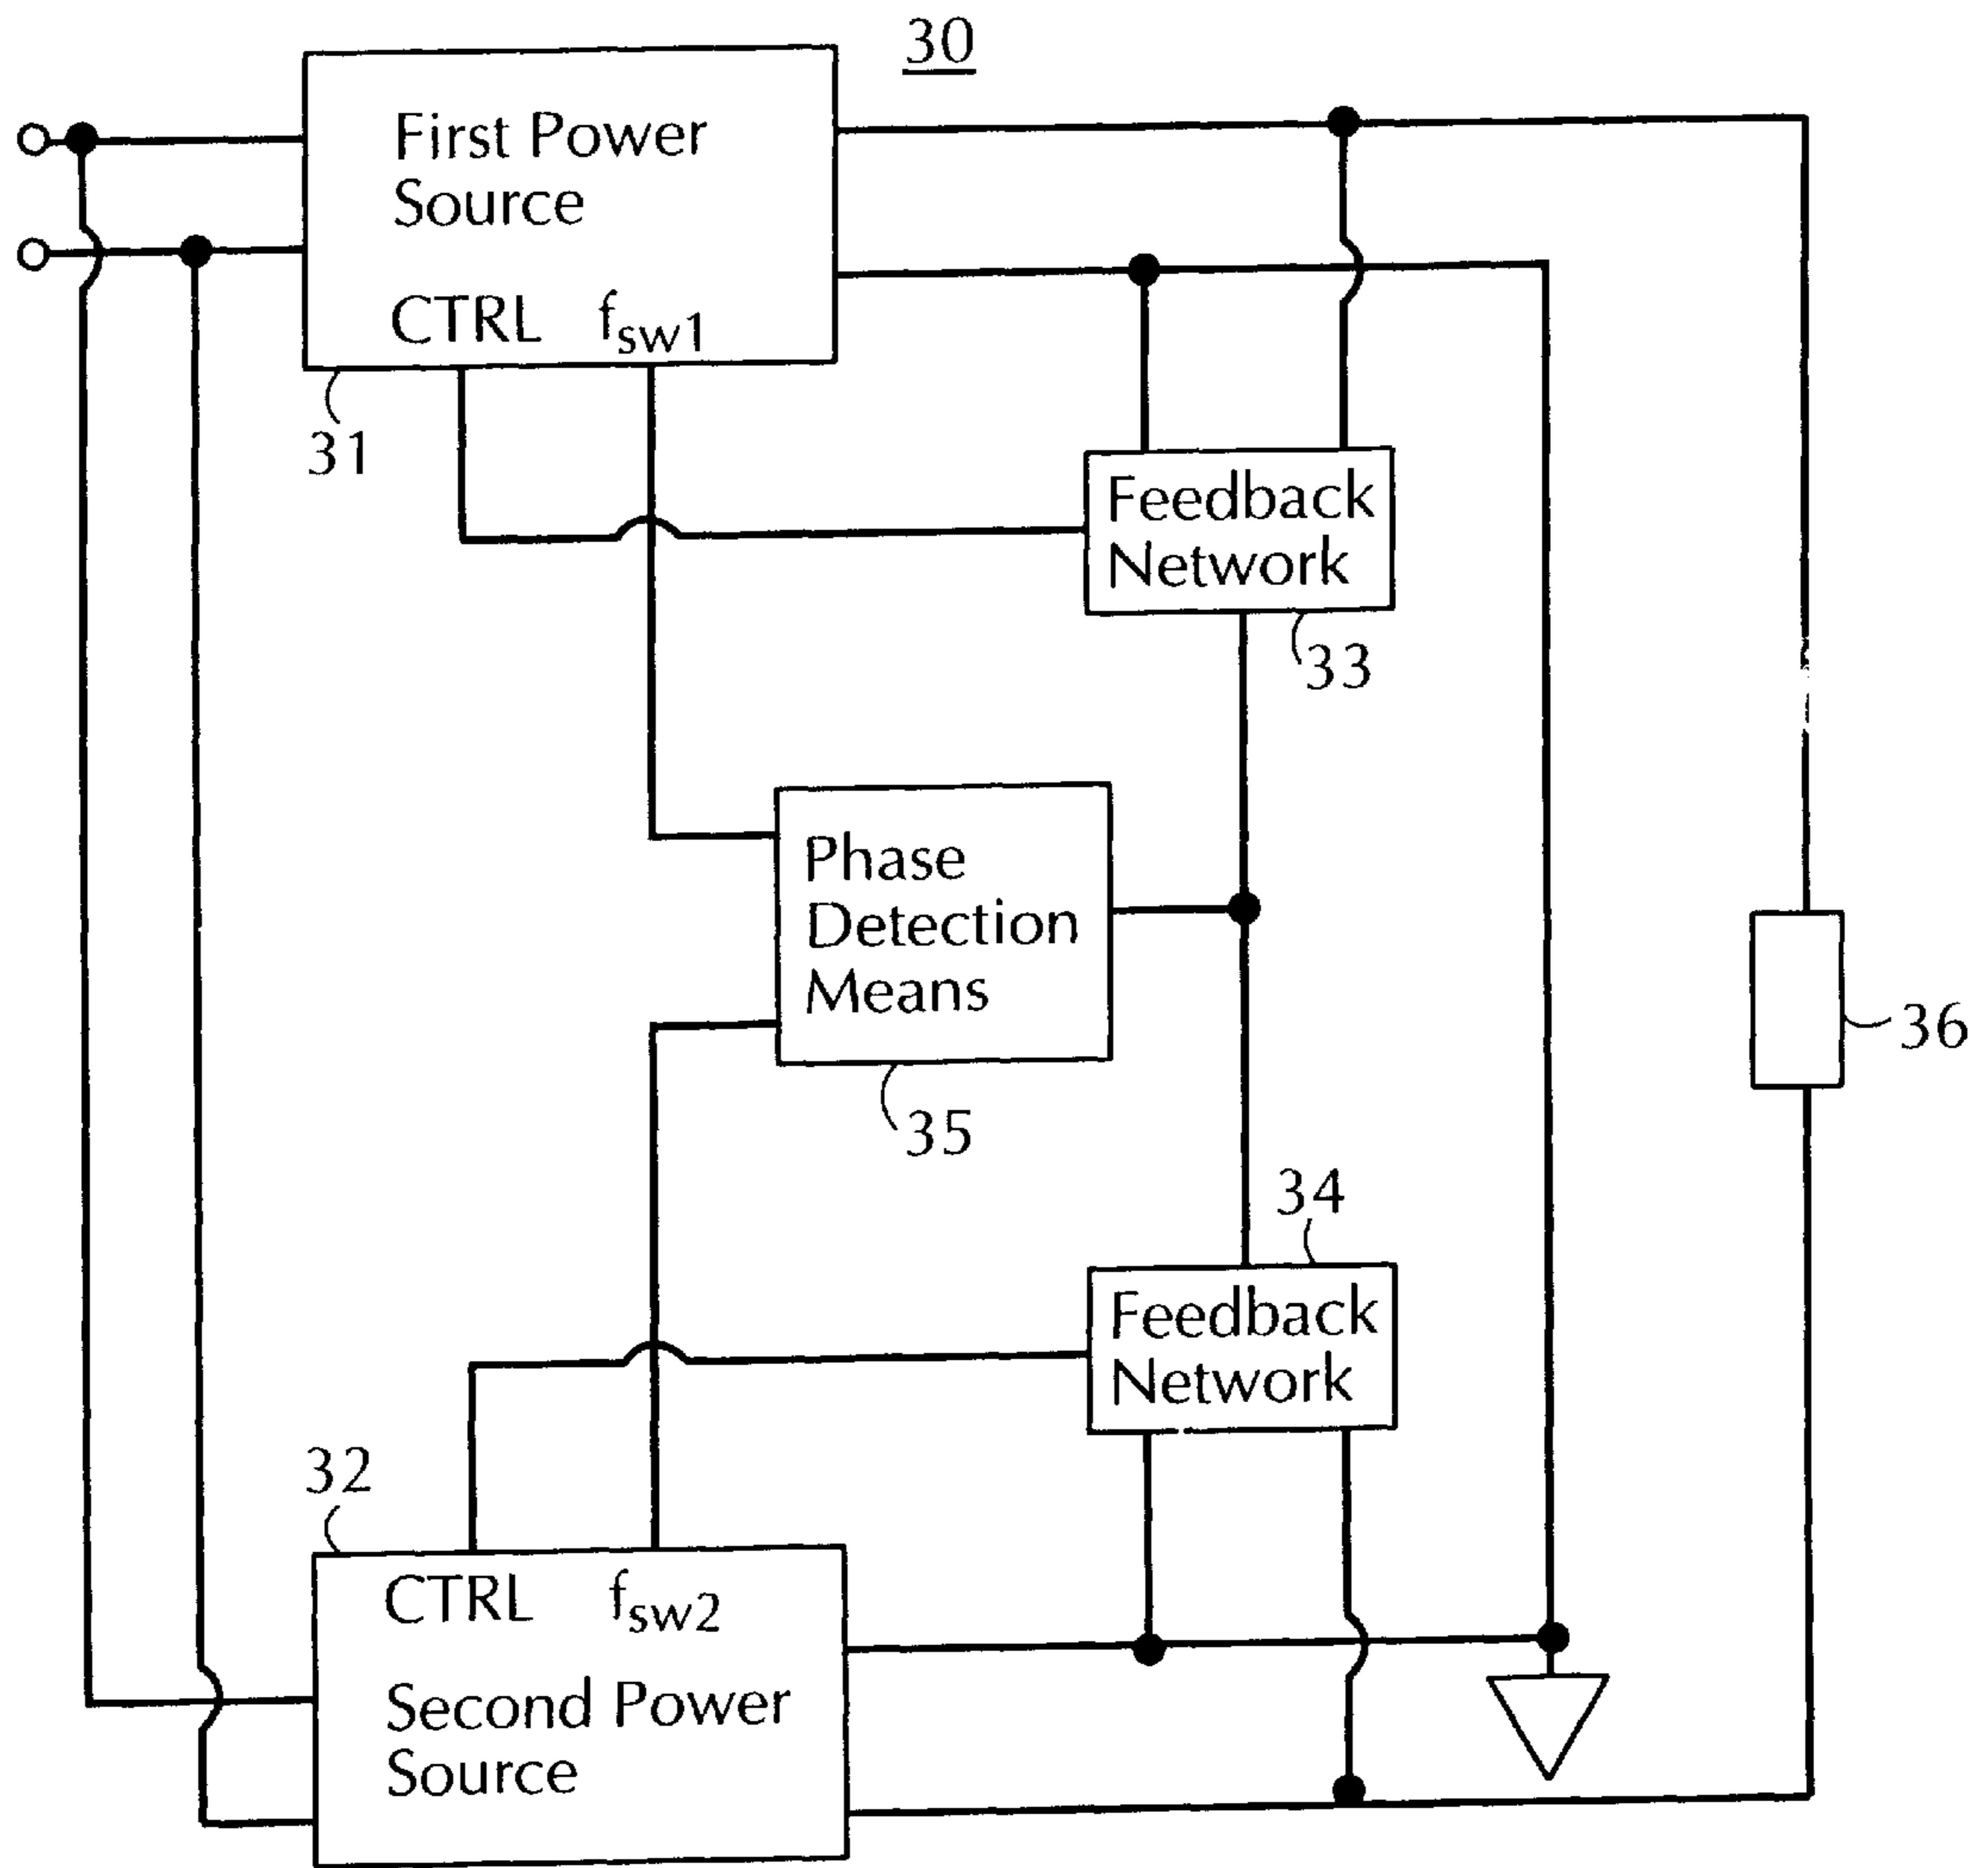 30
First Power
Source
CTRL f_sw1
31
Feedback
Network
33
Phase
Detection
Means
35
36
34
Feedback
Network
32
CTRL f_sw2
Second Power
Source